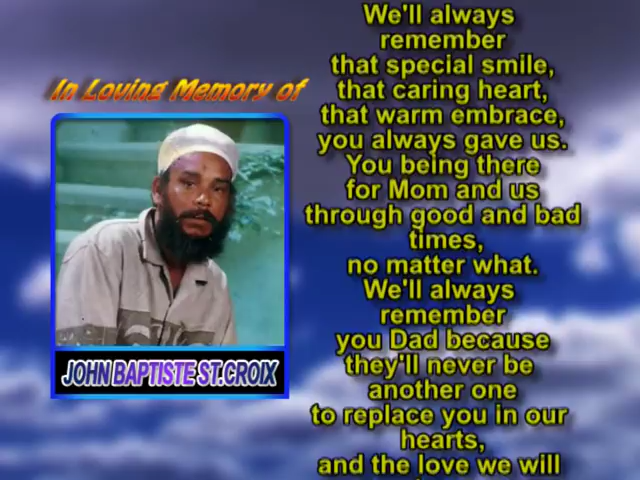 In Loving Memory of
JOHN BAPTISTE ST.CROIX
We'll always
remember
that special smile,
that caring heart,
that warm embrace,
you always gave us.
You being there
for Mom and us
through good and bad
times,
no matter what.
We'll always
remember
you Dad because
they'll never be
another one
to replace you in our
hearts,
and the love we will